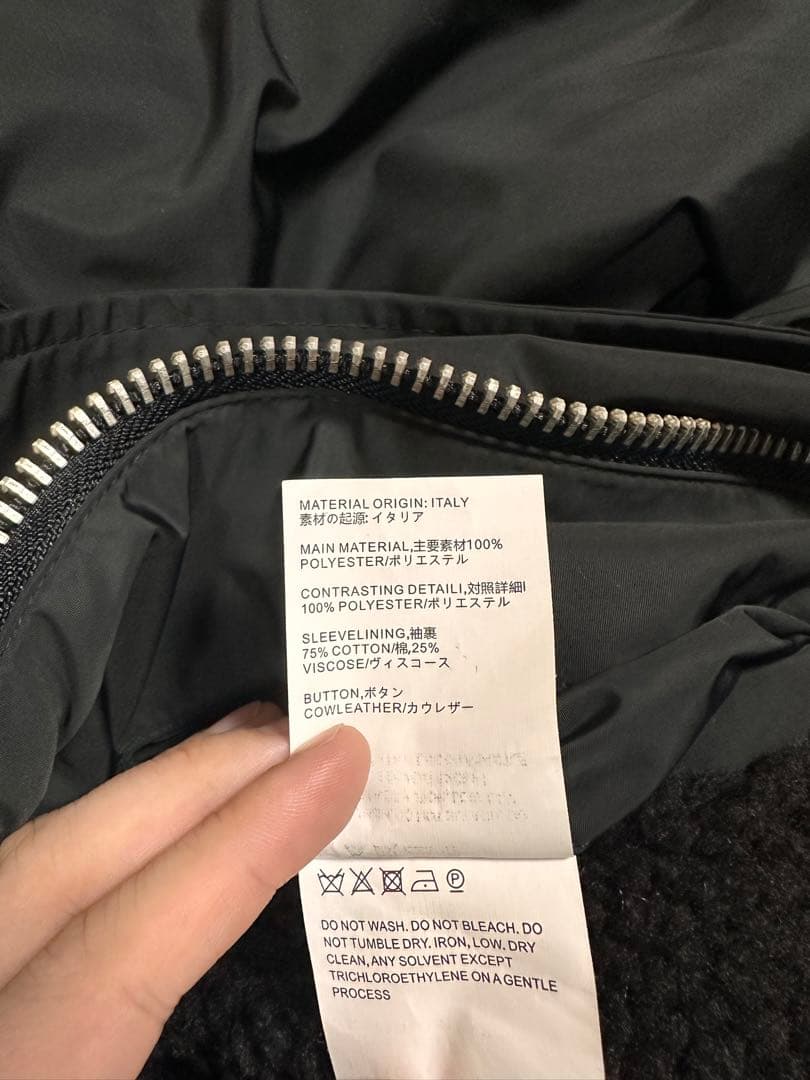 MATERIAL ORIGIN: ITALY
素材の起源: イタリア
MAIN MATERIAL,主要素材100%
POLYESTER/ポリエステル
CONTRASTING DETAILI,対照詳細I
100% POLYESTER/ポリエステル
SLEEVELINING,袖裏
75% COTTON/棉,25%
VISCOSE/ヴィスコース
BUTTON,ボタン
COWLEATHER/カウレザー
P
DO NOT WASH. DO NOT BLEACH. DO
NOT TUMBLE DRY. IRON, LOW. DRY
CLEAN, ANY SOLVENT EXCEPT
TRICHLOROETHYLENE ON A GENTLE
PROCESS